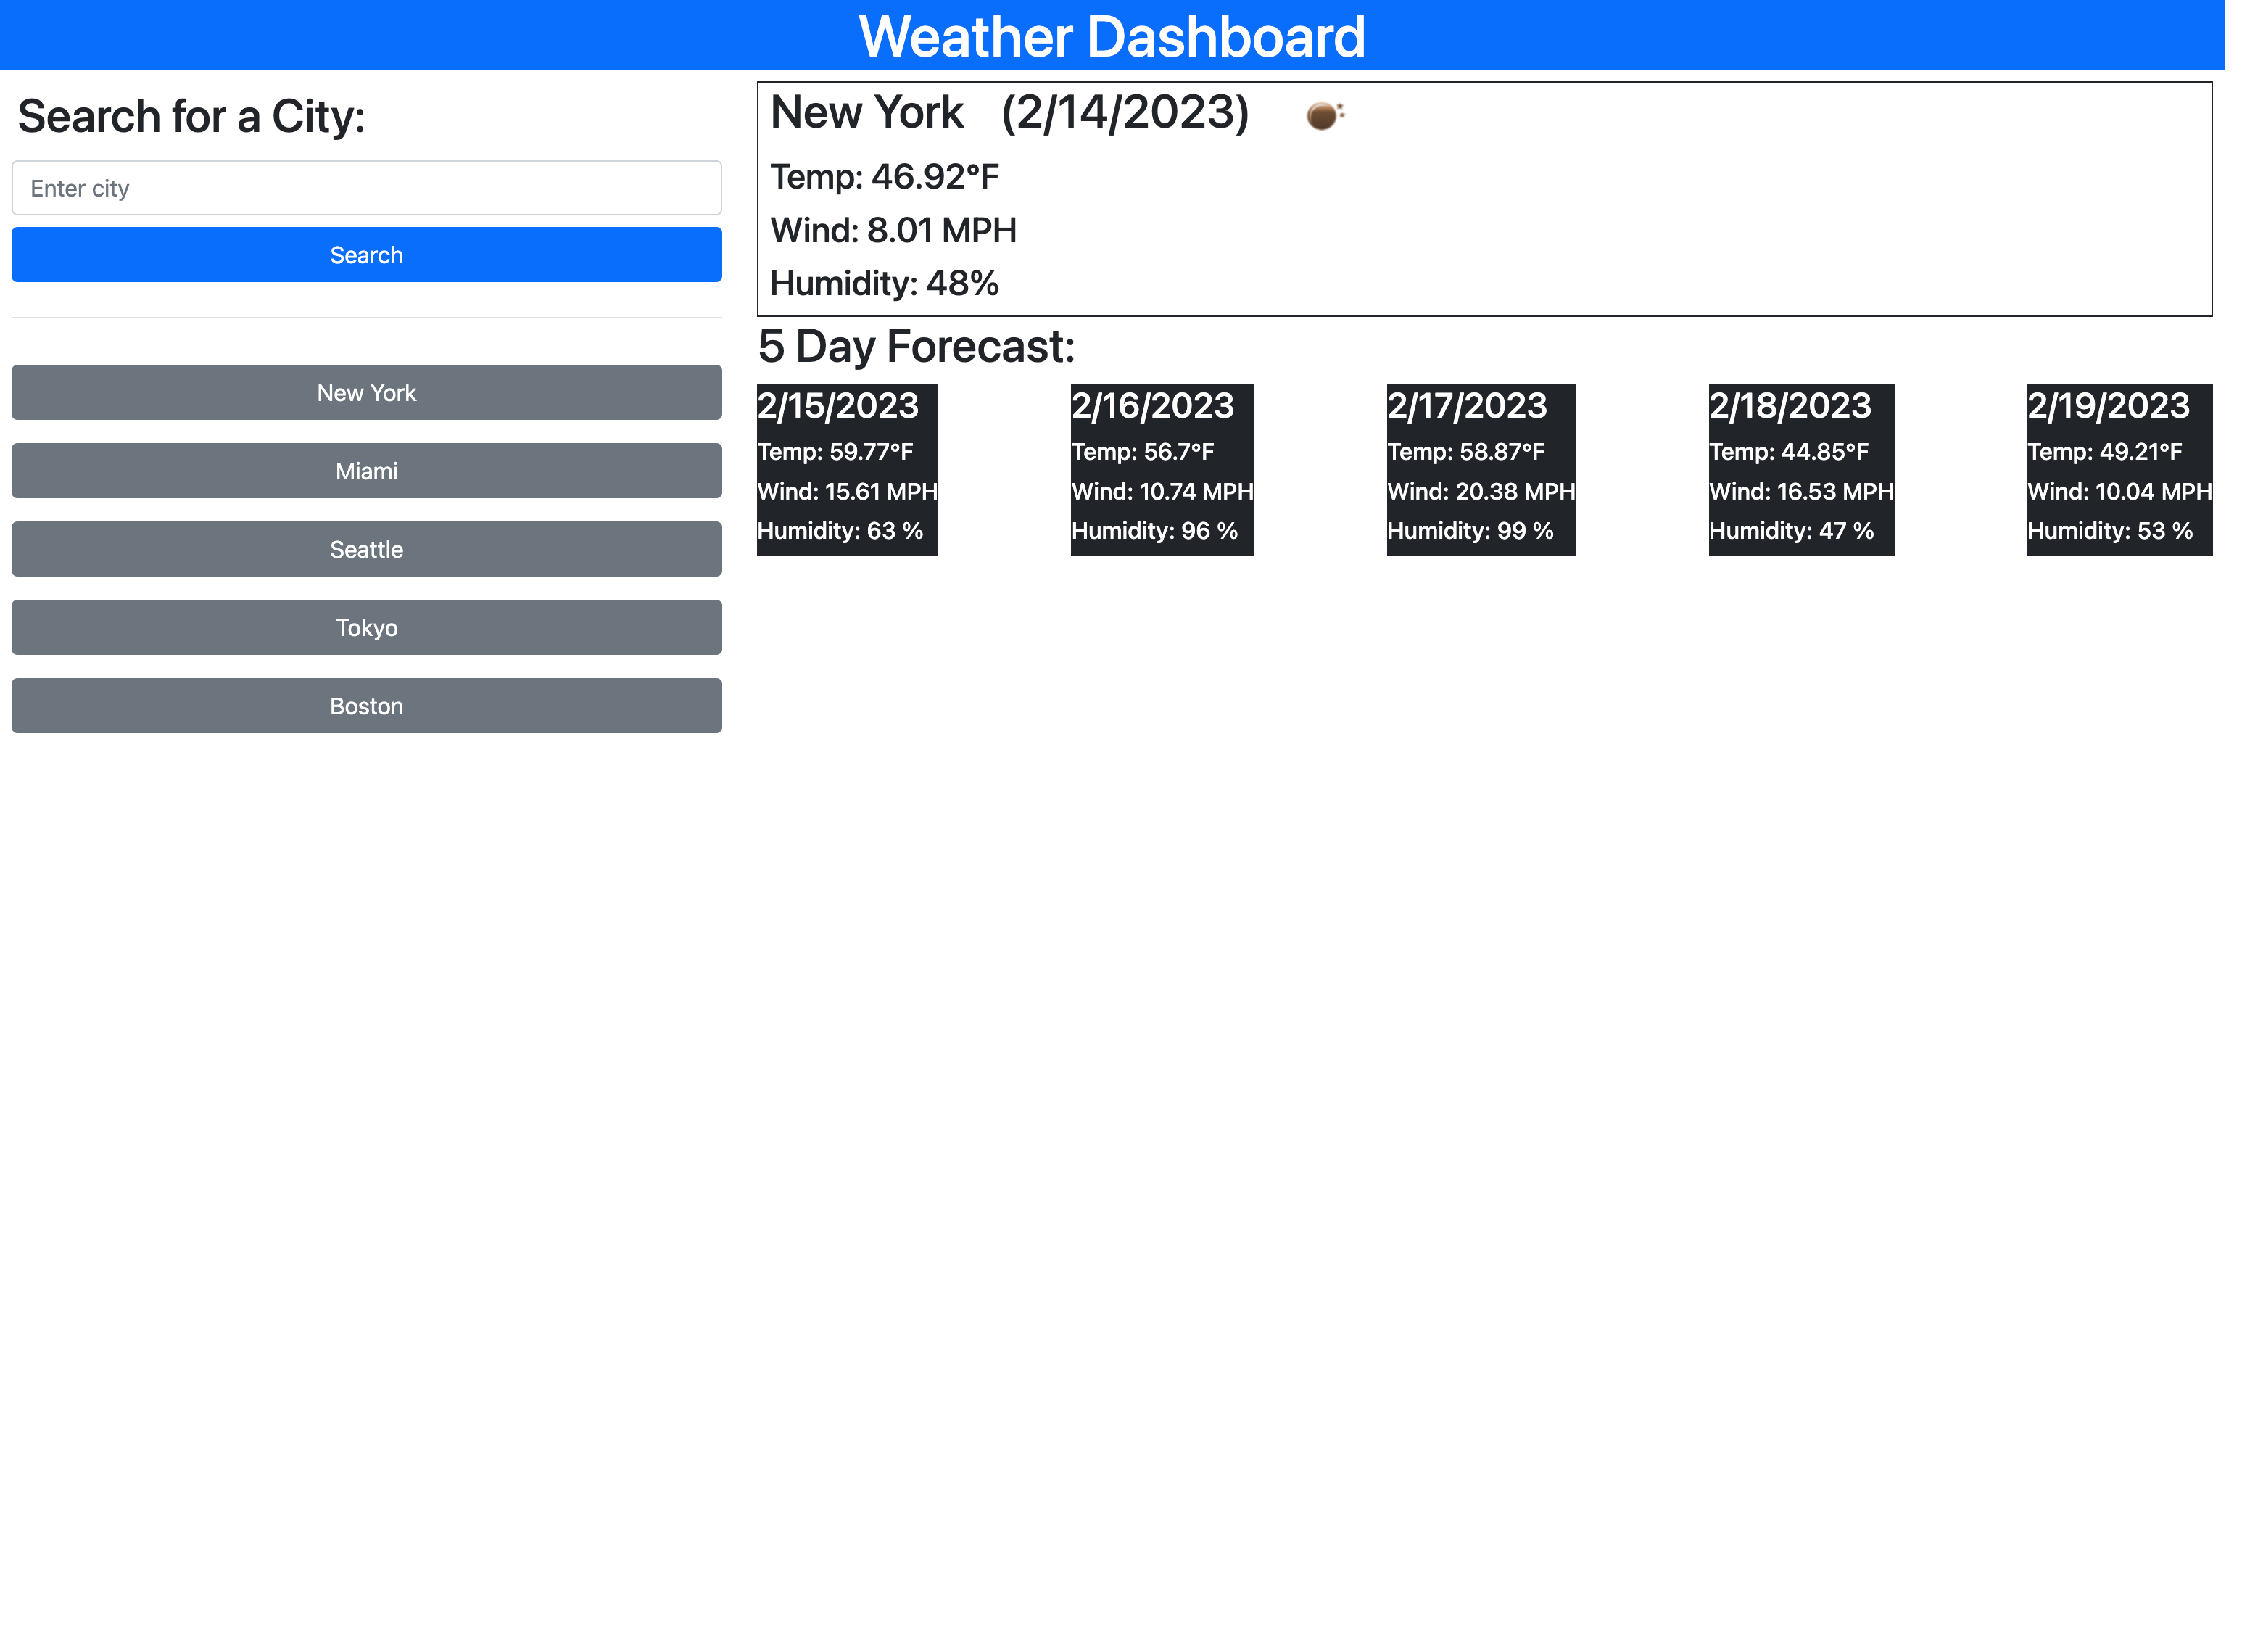 Weather Dashboard
Search for a City:
Enter city
Search
New York
Miami
Seattle
Tokyo
Boston
New York (2/14/2023)
Temp: 46.92°F
Wind: 8.01 MPH
Humidity: 48%
5 Day Forecast:
2/15/2023
Temp: 59.77°F
Wind: 15.61 MPH
Humidity: 63 %
2/16/2023
Temp: 56.7°F
Wind: 10.74 MPH
Humidity: 96 %
2/17/2023
Temp: 58.87°F
Wind: 20.38 MPH
Humidity: 99 %
2/18/2023
Temp: 44.85°F
Wind: 16.53 MPH
Humidity: 47 %
2/19/2023
Temp: 49.21°F
Wind: 10.04 MPH
Humidity: 53 %